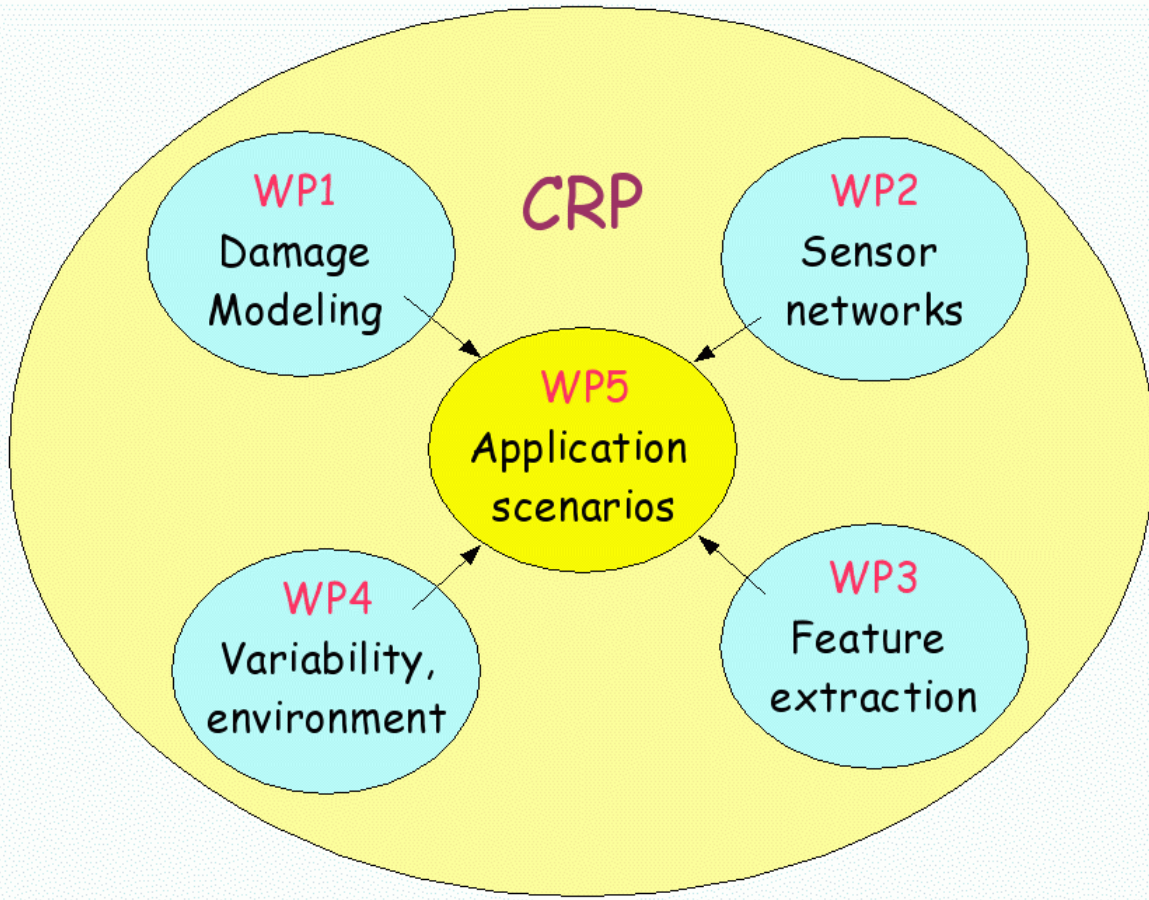 CRP
WP1
Damage
Modeling
WP2
Sensor
networks
WP5
Application
scenarios
WP4
Variability,
environment
WP3
Feature
extraction